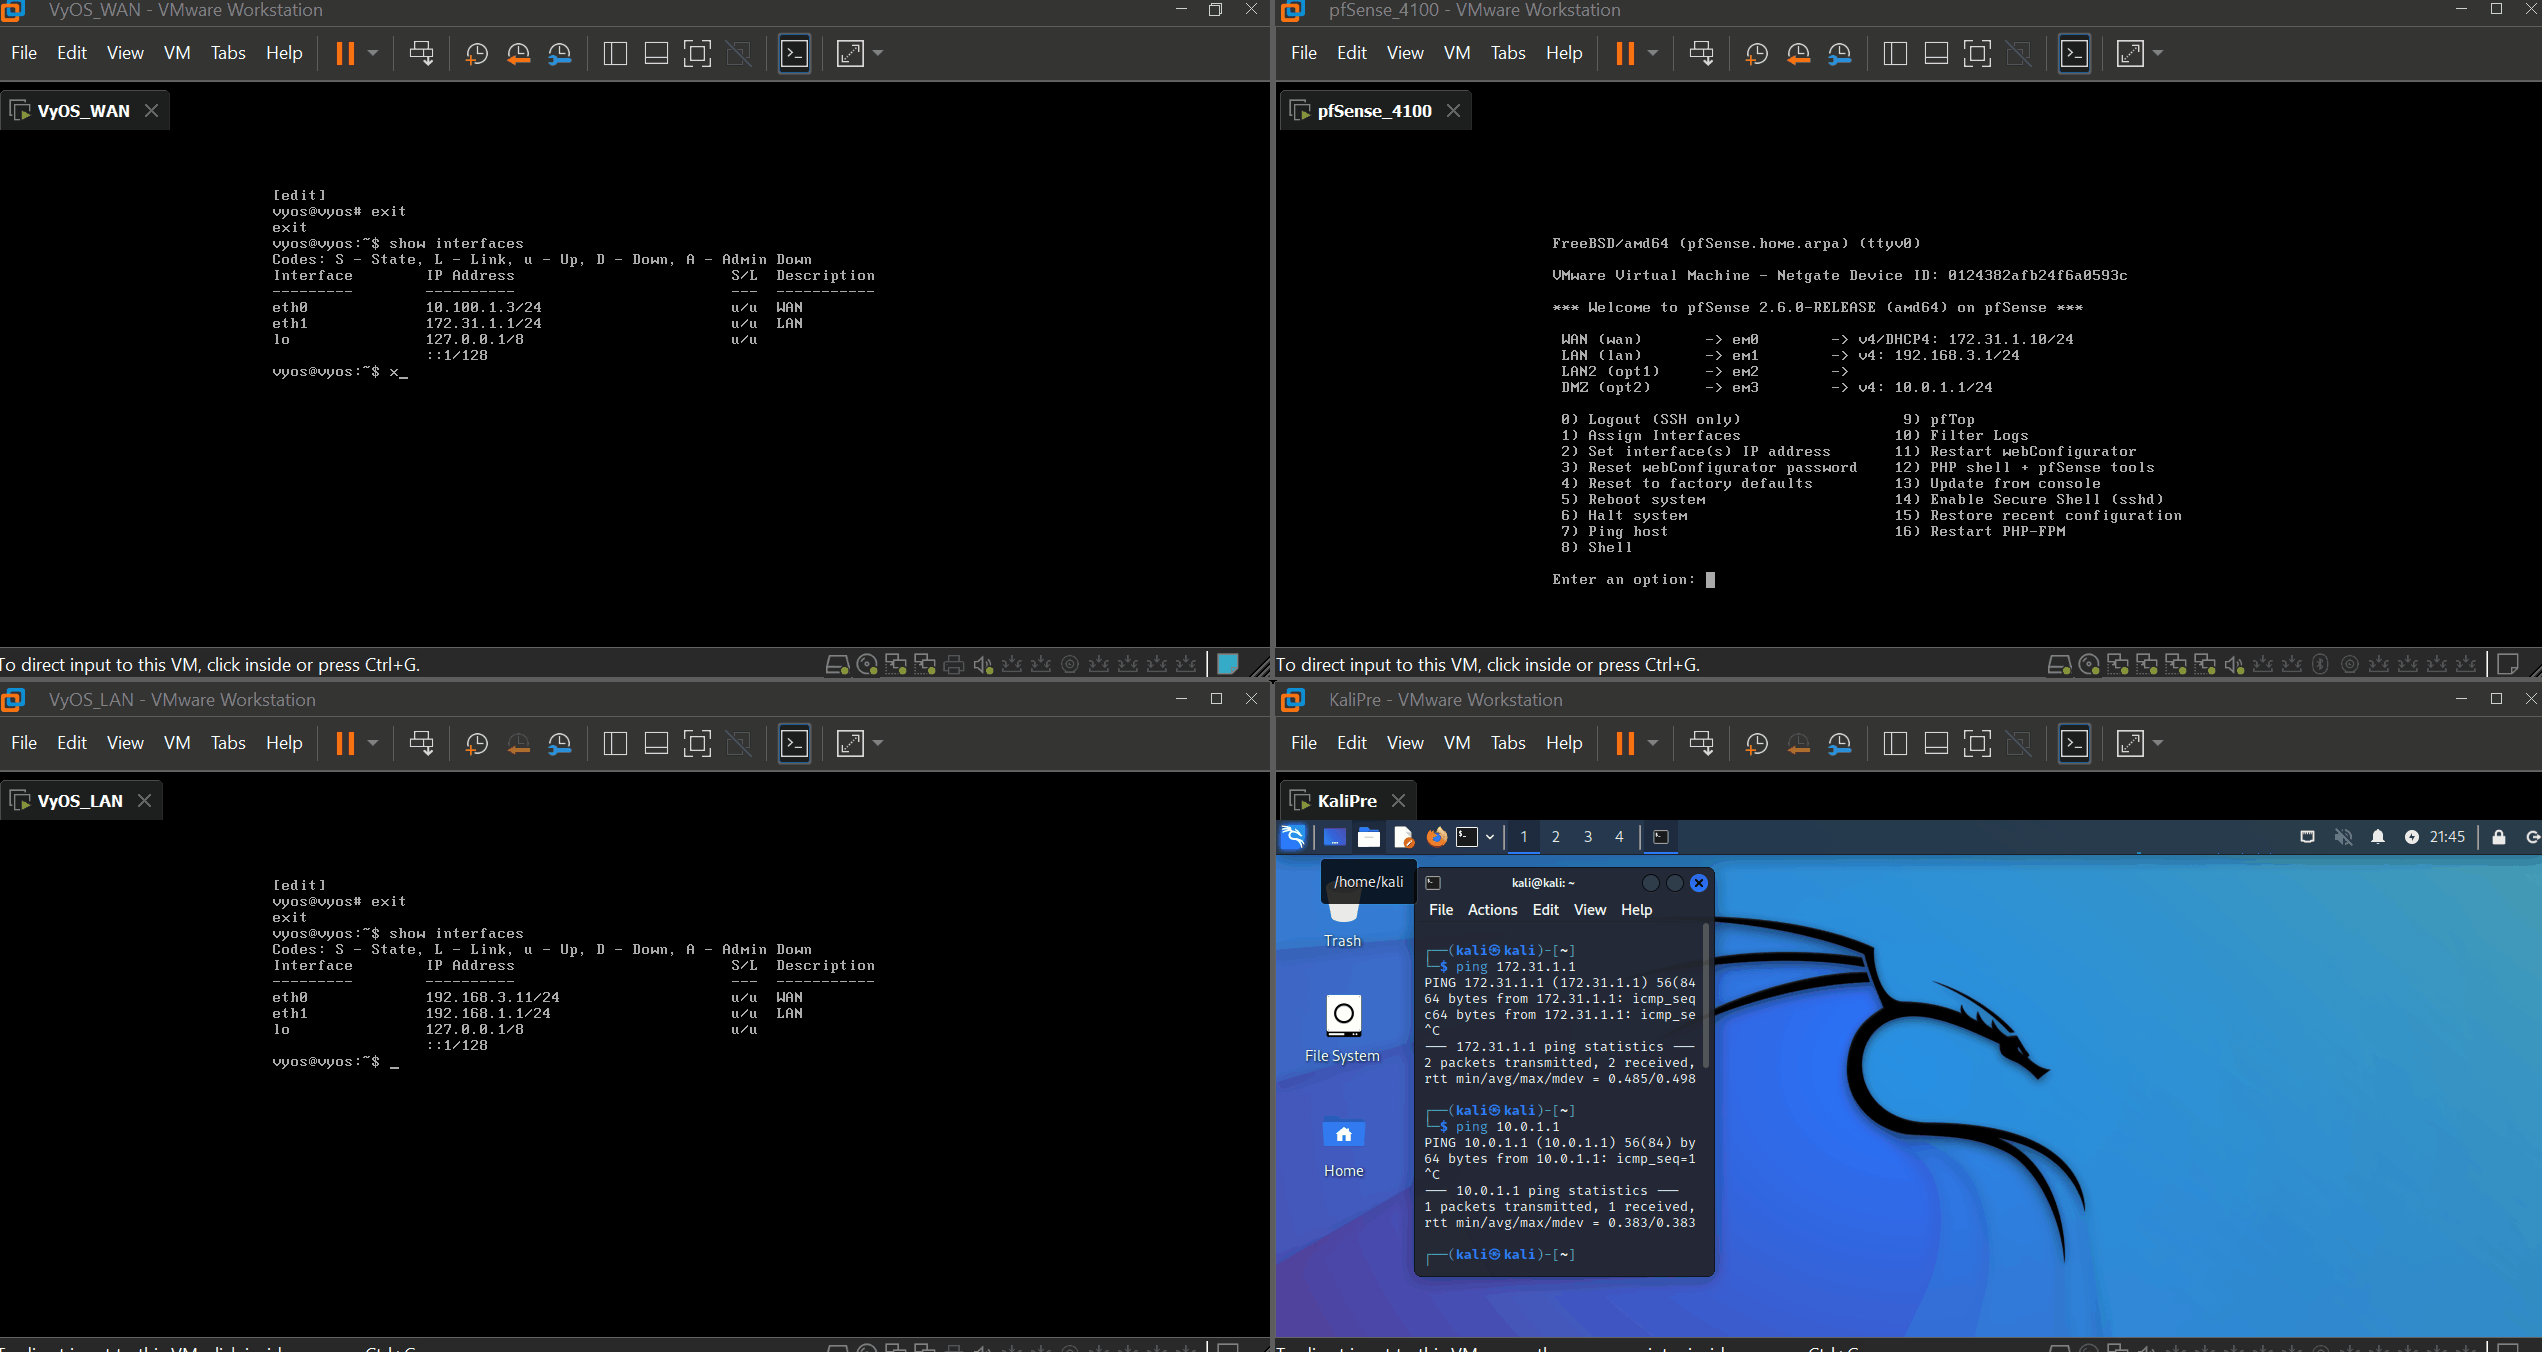 VyOS_WAN - VMware Workstation
File Edit View VM Tabs Help
VyOS_WAN
[edit]
vyos@vyos# exit
exit
vyos@vyos:~$ show interfaces
Codes: S - State, L - Link, u - Up, D - Down, A - Admin Down
Interface IP Address S/L Description
--------- ---------- --- -----------
eth0 10.100.1.3/24 u/u WAN
eth1 172.31.1.1/24 u/u LAN
lo 127.0.0.1/8 u/u
::1/128
vyos@vyos:~$ x_
To direct input to this VM, click inside or press Ctrl+G.
pfSense_4100 - VMware Workstation
File Edit View VM Tabs Help
pfSense_4100
FreeBSD/amd64 (pfSense.home.arpa) (ttyv0)
VMware Virtual Machine - Netgate Device ID: 0124382afb24f6a0593c
*** Welcome to pfSense 2.6.0-RELEASE (amd64) on pfSense ***
WAN (wan) -> em0 -> v4/DHCP4: 172.31.1.10/24
LAN (lan) -> em1 -> v4: 192.168.3.1/24
LAN2 (opt1) -> em2 ->
DMZ (opt2) -> em3 -> v4: 10.0.1.1/24
0) Logout (SSH only) 9) pfTop
1) Assign Interfaces 10) Filter Logs
2) Set interface(s) IP address 11) Restart webConfigurator
3) Reset webConfigurator password 12) PHP shell + pfSense tools
4) Reset to factory defaults 13) Update from console
5) Reboot system 14) Enable Secure Shell (sshd)
6) Halt system 15) Restore recent configuration
7) Ping host 16) Restart PHP-FPM
8) Shell
Enter an option:
To direct input to this VM, click inside or press Ctrl+G.
VyOS_LAN - VMware Workstation
File Edit View VM Tabs Help
VyOS_LAN
[edit]
vyos@vyos# exit
exit
vyos@vyos:~$ show interfaces
Codes: S - State, L - Link, u - Up, D - Down, A - Admin Down
Interface IP Address S/L Description
--------- ---------- --- -----------
eth0 192.168.3.11/24 u/u WAN
eth1 192.168.1.1/24 u/u LAN
lo 127.0.0.1/8 u/u
::1/128
vyos@vyos:~$ _
KaliPre - VMware Workstation
File Edit View VM Tabs Help
KaliPre
1 2 3 4 21:45
/home/kali
Trash
File System
Home
kali@kali: ~
File Actions Edit View Help
┌──(kali㉿kali)-[~]
└─$ ping 172.31.1.1
PING 172.31.1.1 (172.31.1.1) 56(84
64 bytes from 172.31.1.1: icmp_seq
c64 bytes from 172.31.1.1: icmp_se
^C
— 172.31.1.1 ping statistics —
2 packets transmitted, 2 received,
rtt min/avg/max/mdev = 0.485/0.498
┌──(kali㉿kali)-[~]
└─$ ping 10.0.1.1
PING 10.0.1.1 (10.0.1.1) 56(84) by
64 bytes from 10.0.1.1: icmp_seq=1
^C
— 10.0.1.1 ping statistics —
1 packets transmitted, 1 received,
rtt min/avg/max/mdev = 0.383/0.383
┌──(kali㉿kali)-[~]